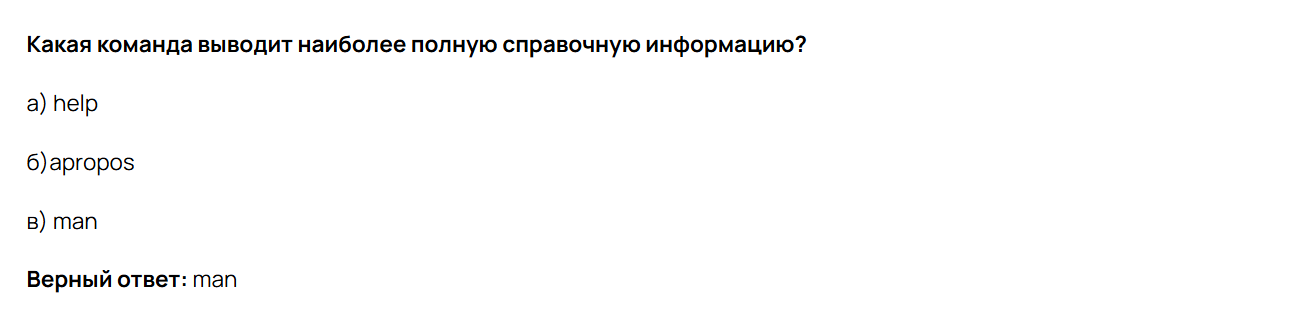 Какая команда выводит наиболее полную справочную информацию?
а) help
б)apropos
в) man
Верный ответ: man